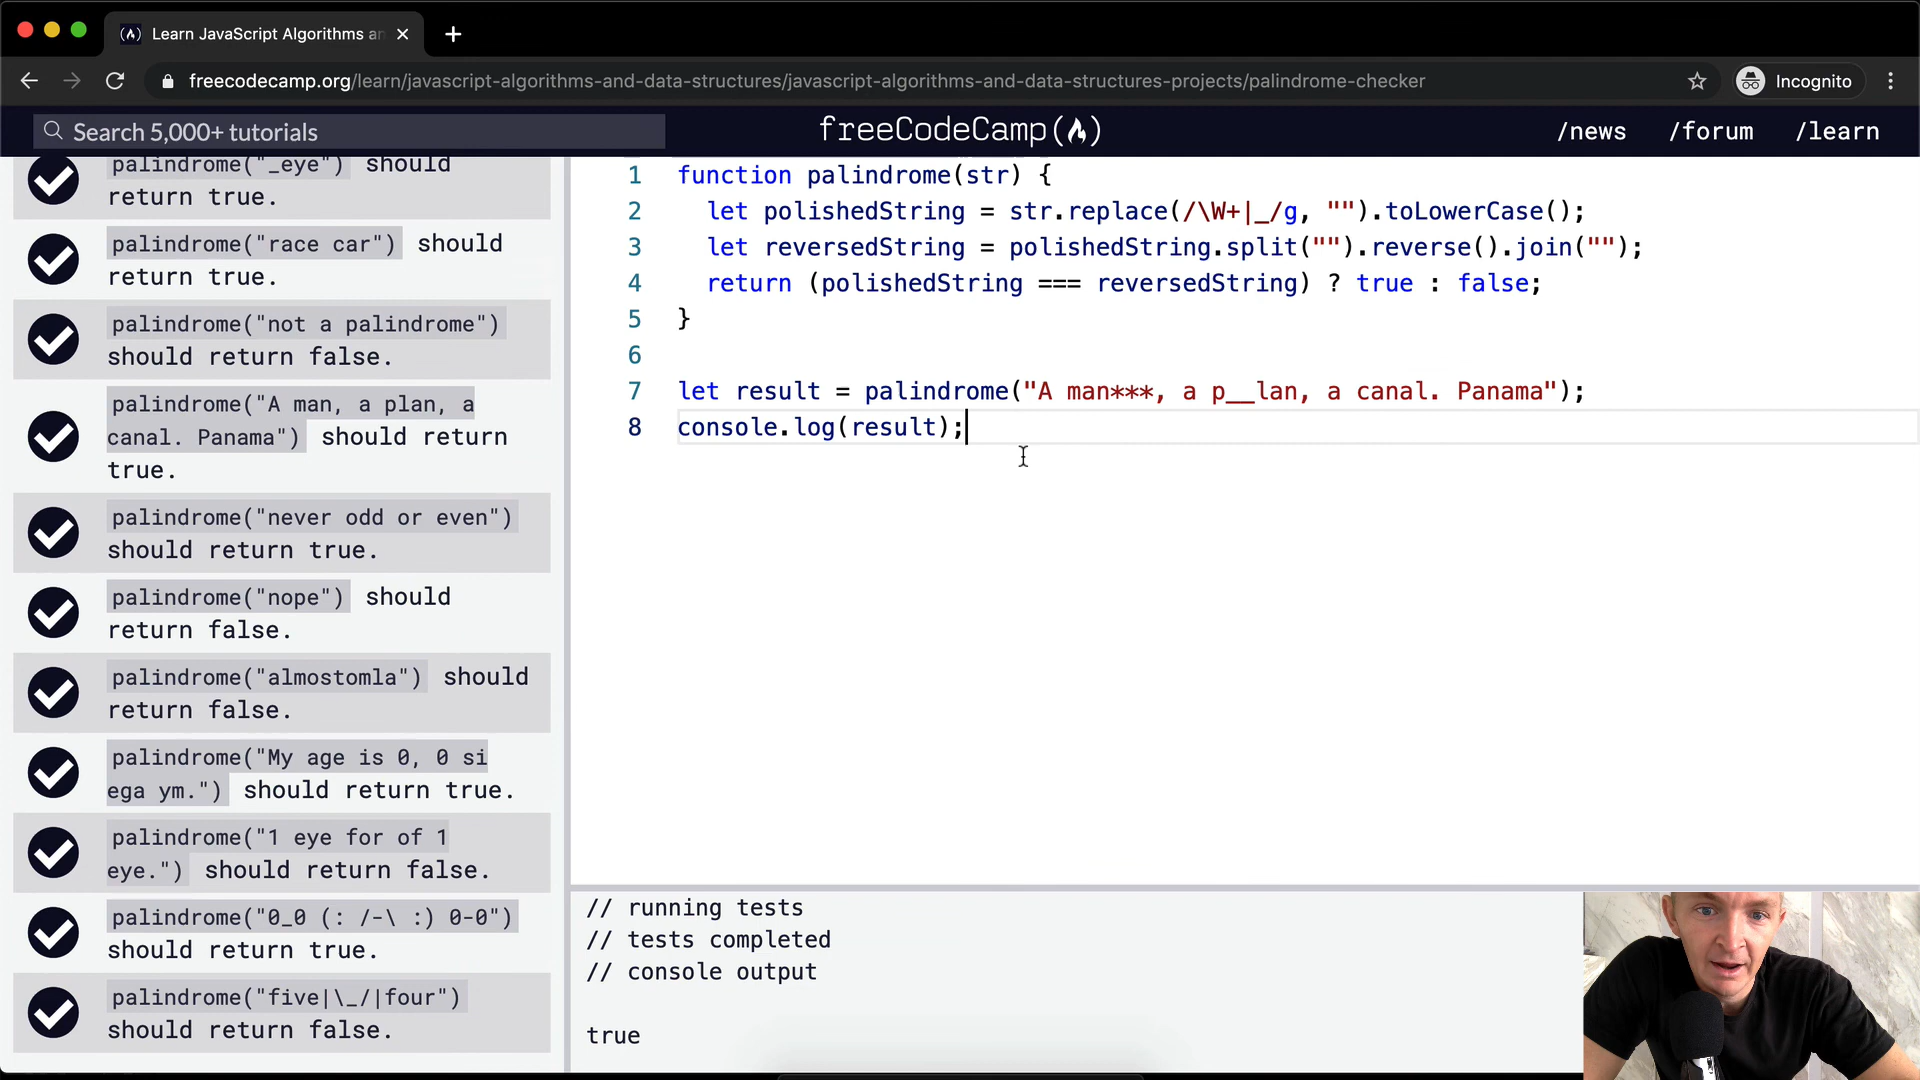 Learn JavaScript Algorithms an
freecodecamp.org/learn/javascript-algorithms-and-data-structures/javascript-algorithms-and-data-structures-projects/palindrome-checker
Incognito
Search 5,000+ tutorials
freeCodeCamp
/news /forum /learn
palindrome("_eye") should
return true.
palindrome("race car") should
return true.
palindrome("not a palindrome")
should return false.
palindrome("A man, a plan, a
canal. Panama") should return
true.
palindrome("never odd or even")
should return true.
palindrome("nope") should
return false.
palindrome("almostomla") should
return false.
palindrome("My age is 0, 0 si
ega ym.") should return true.
palindrome("1 eye for of 1
eye.") should return false.
palindrome("0_0 (: /-\ :) 0-0")
should return true.
palindrome("five|\_/|four")
should return false.
1 function palindrome(str) {
2 let polishedString = str.replace(/\W+|_/g, "").toLowerCase();
3 let reversedString = polishedString.split("").reverse().join("");
4 return (polishedString === reversedString) ? true : false;
5 }
6
7 let result = palindrome("A man***, a p__lan, a canal. Panama");
8 console.log(result);
// running tests
// tests completed
// console output
true